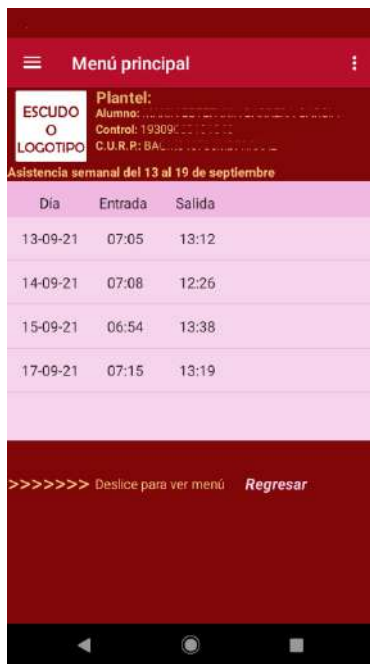 Menú principal
ESCUDO
O
LOGOTIPO
Plantel:
Alumno:
Control: 19309
C.U.R.P.: BA
Asistencia semanal del 13 al 19 de septiembre
Día Entrada Salida
13-09-21 07:05 13:12
14-09-21 07:08 12:26
15-09-21 06:54 13:38
17-09-21 07:15 13:19
>>>>>>> Deslice para ver menú Regresar